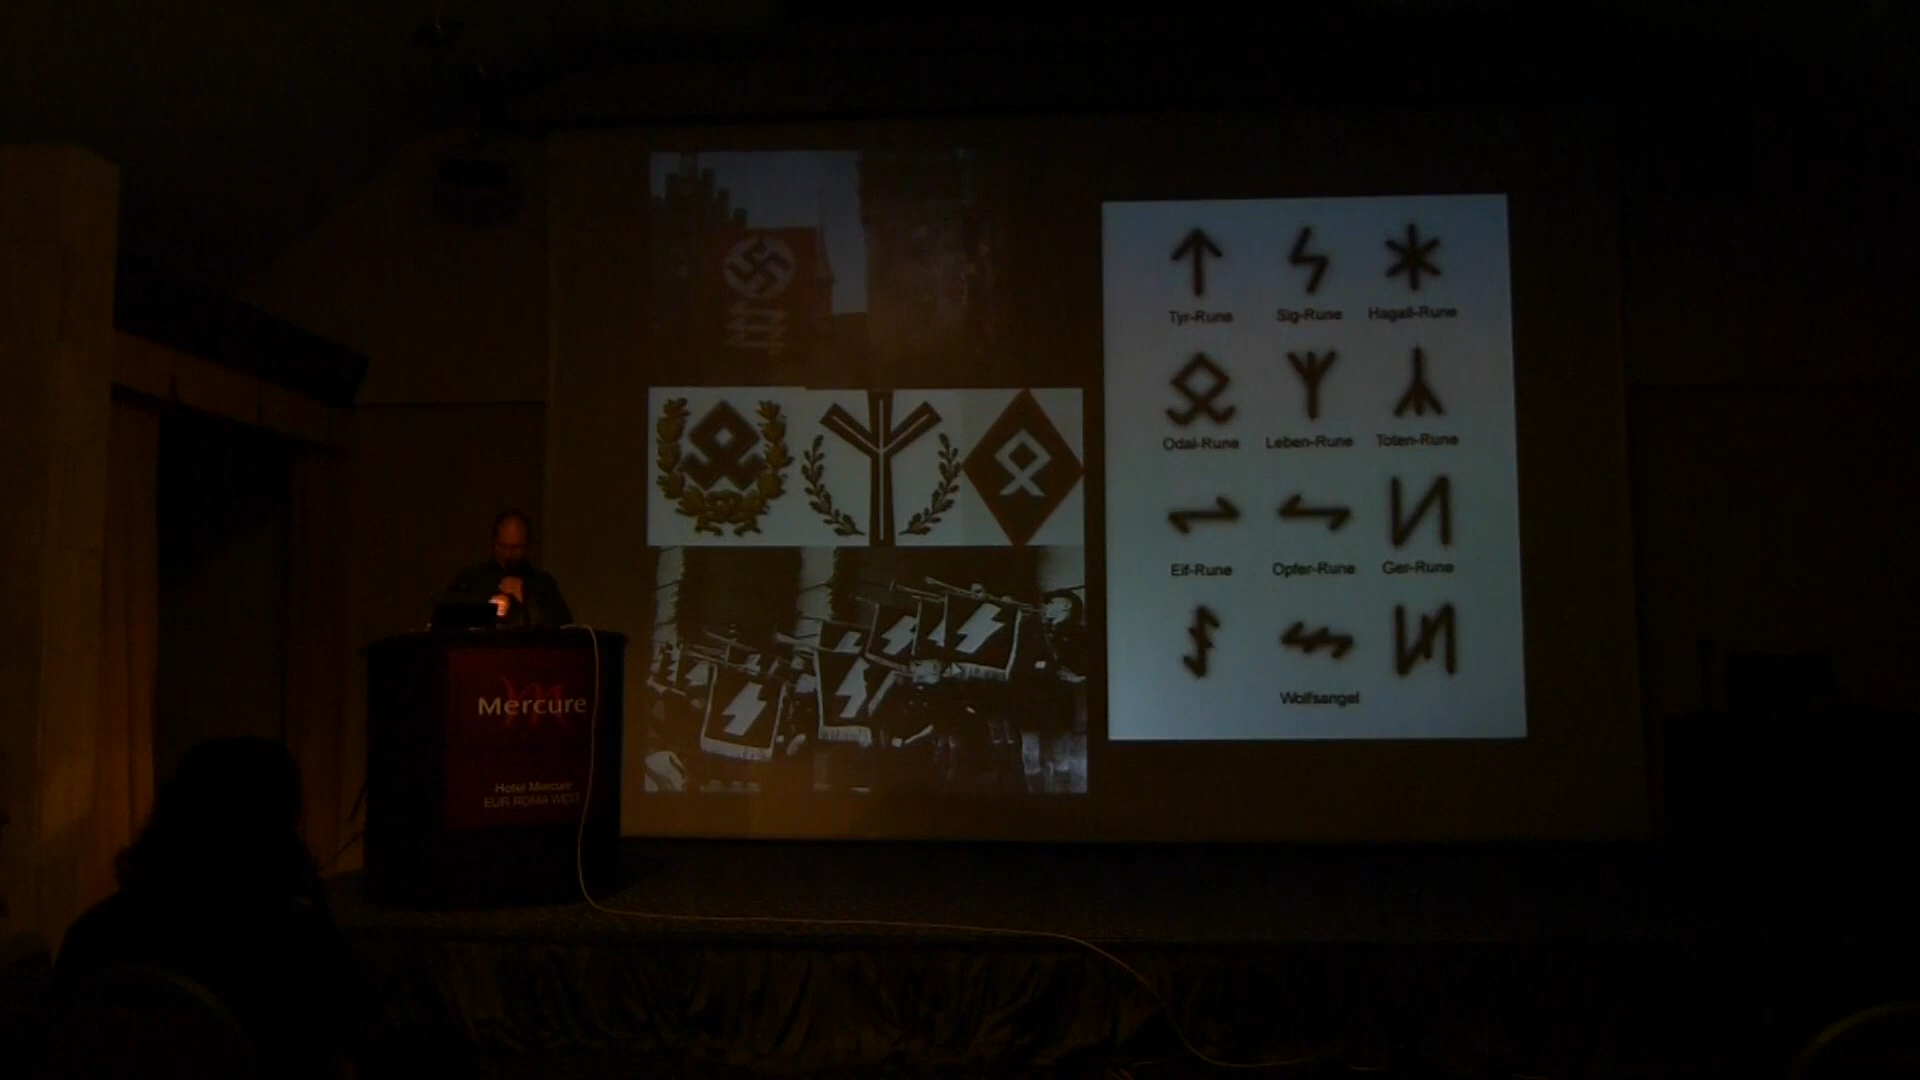 Tyr-Rune Sig-Rune Hagall-Rune
Odal-Rune Leben-Rune Toten-Rune
Eif-Rune Opfer-Rune Ger-Rune
Wolfsangel
Mercure
Hotel Mercure
EUR ROMA WEST